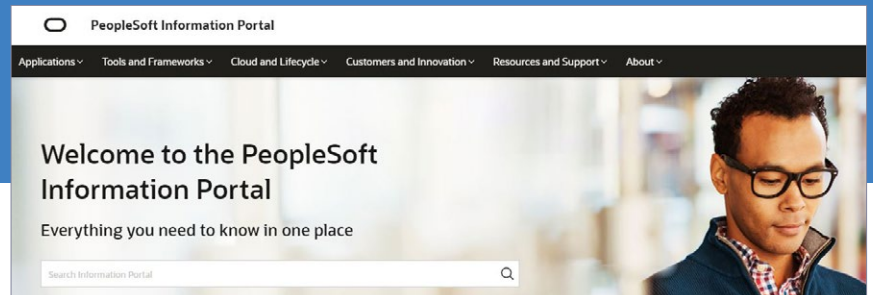 PeopleSoft Information Portal
Applications Tools and Frameworks Cloud and Lifecycle Customers and Innovation Resources and Support About
Welcome to the PeopleSoft
Information Portal
Everything you need to know in one place
Search Information Portal